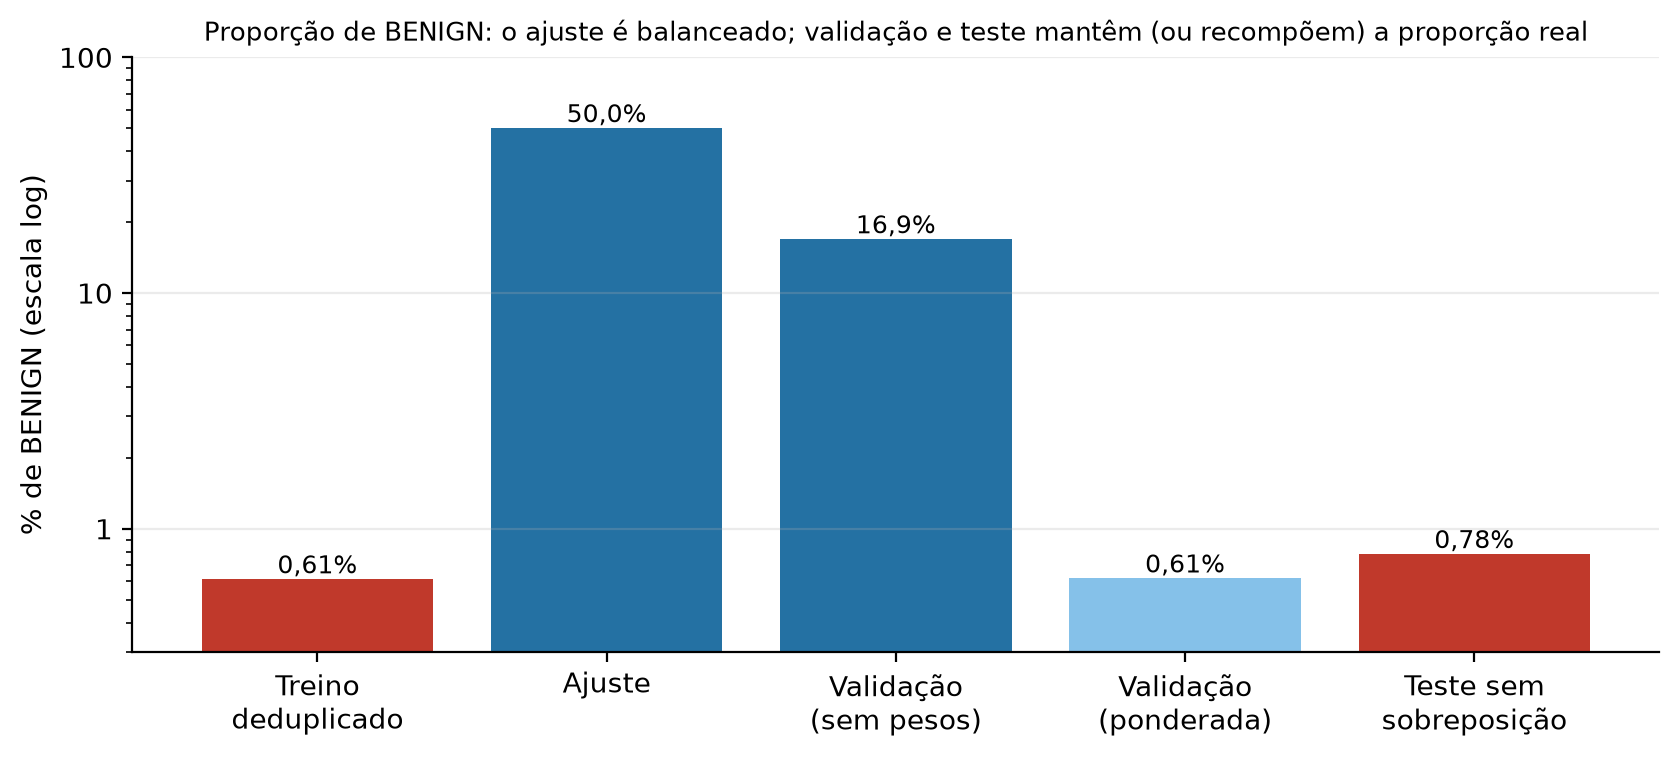 Proporção de BENIGN: o ajuste é balanceado; validação e teste mantêm (ou recompõem) a proporção real
% de BENIGN (escala log)
100
10
1
0,61%
50,0%
16,9%
0,61%
0,78%
Treino
deduplicado
Ajuste
Validação
(sem pesos)
Validação
(ponderada)
Teste sem
sobreposição